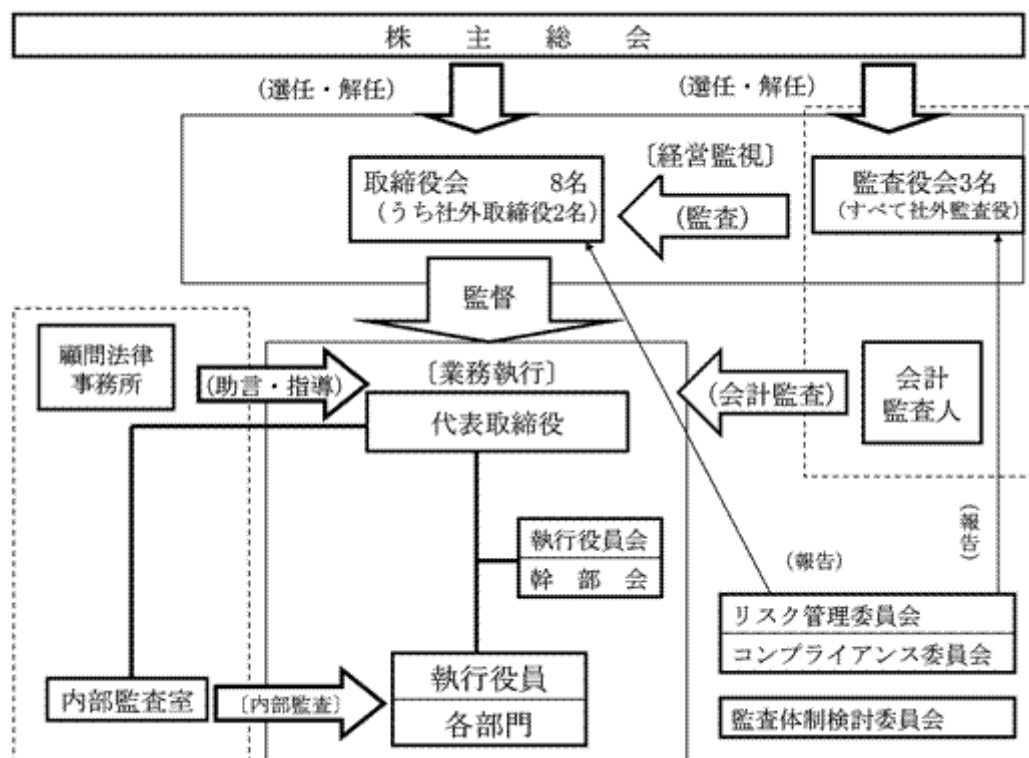 株主総会
(選任・解任)
(選任・解任)
〔経営監視〕
取締役会 8名
(うち社外取締役2名)
(監査)
監査役会3名
(すべて社外監査役)
監督
顧問法律
事務所
(助言・指導)
〔業務執行〕
代表取締役
(会計監査)
会計
監査人
執行役員会
幹部会
(報告)
(報告)
リスク管理委員会
コンプライアンス委員会
内部監査室
〔内部監査〕
執行役員
各部門
監査体制検討委員会